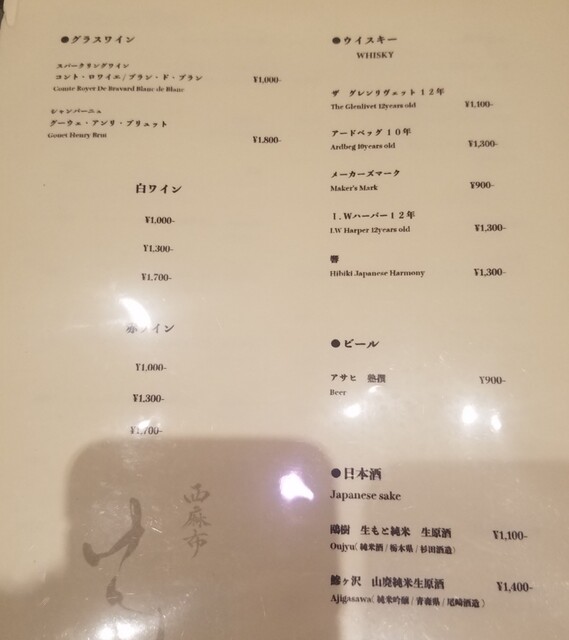 ●グラスワイン
スパークリングワイン
コント・ロワイエ/ブラン・ド・ブラン ¥1,000-
Comte Royer De Bravard Blanc de Blanc
シャンパーニュ
グーウェ・アンリ・ブリュット
Gouet Henry Brut ¥1,800-
白ワイン
¥1,000-
¥1,300-
¥1,700-
赤ワイン
¥1,000-
¥1,300-
¥1,700-
西麻布
●ウイスキー
WHISKY
ザ グレンリヴェット12年
The Glenlivet 12years old ¥1,100-
アードベッグ10年
Ardbeg 10years old ¥1,300-
メーカーズマーク
Maker's Mark ¥900-
I.Wハーパー12年
I.W Harper 12years old ¥1,300-
響
Hibiki Japanese Harmony ¥1,300-
●ビール
アサヒ 熟撰 ¥900-
Beer
●日本酒
Japanese sake
鷗樹 生もと純米 生原酒 ¥1,100-
Oujyu(純米酒/栃木県/杉田酒造)
鯵ヶ沢 山廃純米生原酒 ¥1,400-
Ajigasawa(純米吟醸/青森県/尾崎酒造)